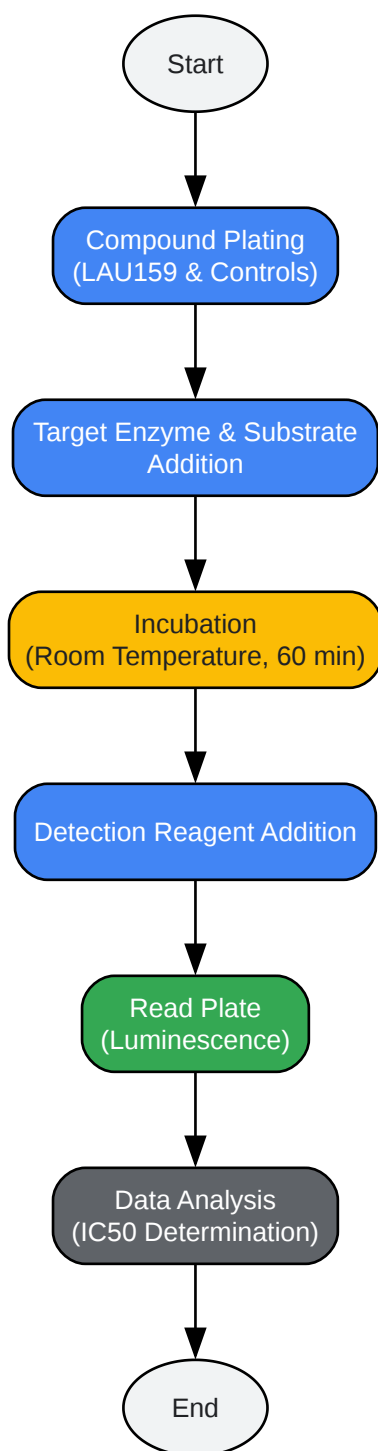 Start
Compound Plating
(LAU159 & Controls)
Target Enzyme & Substrate
Addition
Incubation
(Room Temperature, 60 min)
Detection Reagent Addition
Read Plate
(Luminescence)
Data Analysis
(IC50 Determination)
End